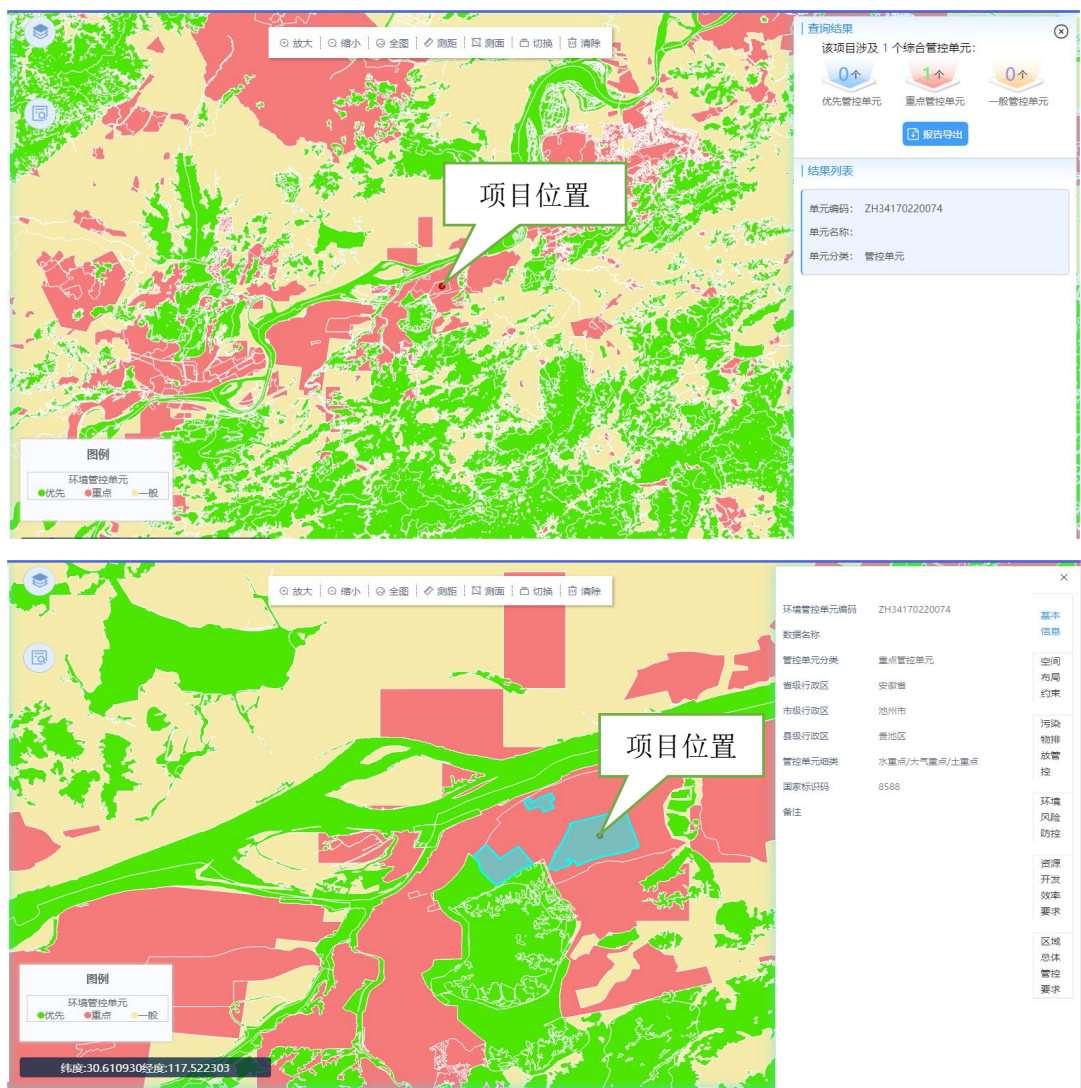 放大 缩小 全图 测距 测面 切换 清除
项目位置
图例
环境管控单元
优先 重点 一般
查询结果
该项目涉及 1 个综合管控单元:
0个 1个 0个
优先管控单元 重点管控单元 一般管控单元
报告导出
结果列表
单元编码: ZH34170220074
单元名称:
单元分类: 管控单元
放大 缩小 全图 测距 测面 切换 清除
项目位置
图例
环境管控单元
优先 重点 一般
纬度:30.610930经度:117.522303
环境管控单元编码 ZH34170220074
数据名称
管控单元分类 重点管控单元
省级行政区 安徽省
市级行政区 池州市
县级行政区 贵池区
管控单元细类 水重点/大气重点/土重点
国家标识码 8588
备注
基本
信息
空间
布局
约束
污染
物排
放管
控
环境
风险
防控
资源
开发
效率
要求
区域
总体
管控
要求